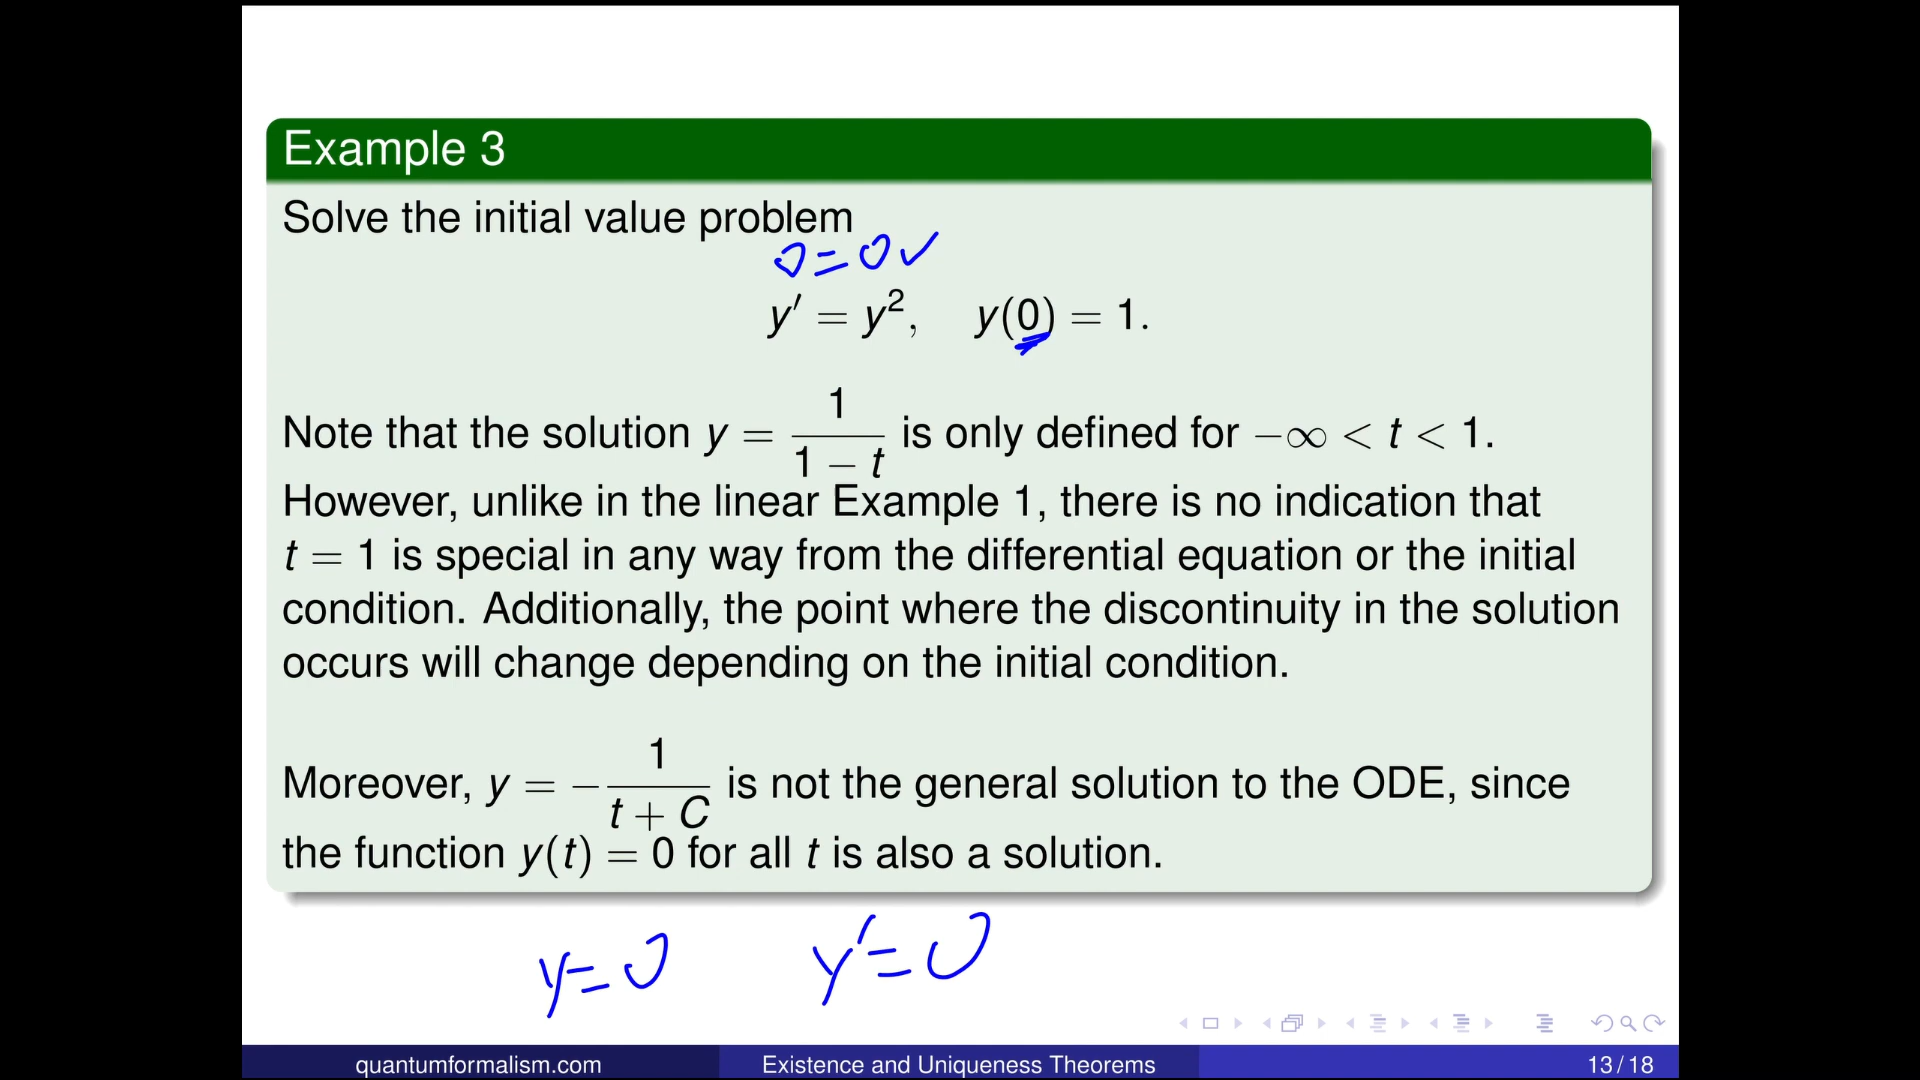 Example 3
Solve the initial value problem
0 = 0 ✓
y′ = y², y(0) = 1.
Note that the solution y = 1/(1 − t) is only defined for −∞ < t < 1.
However, unlike in the linear Example 1, there is no indication that
t = 1 is special in any way from the differential equation or the initial
condition. Additionally, the point where the discontinuity in the solution
occurs will change depending on the initial condition.
Moreover, y = −1/(t + C) is not the general solution to the ODE, since
the function y(t) = 0 for all t is also a solution.
y = 0 y′ = 0
quantumformalism.com Existence and Uniqueness Theorems 13 / 18